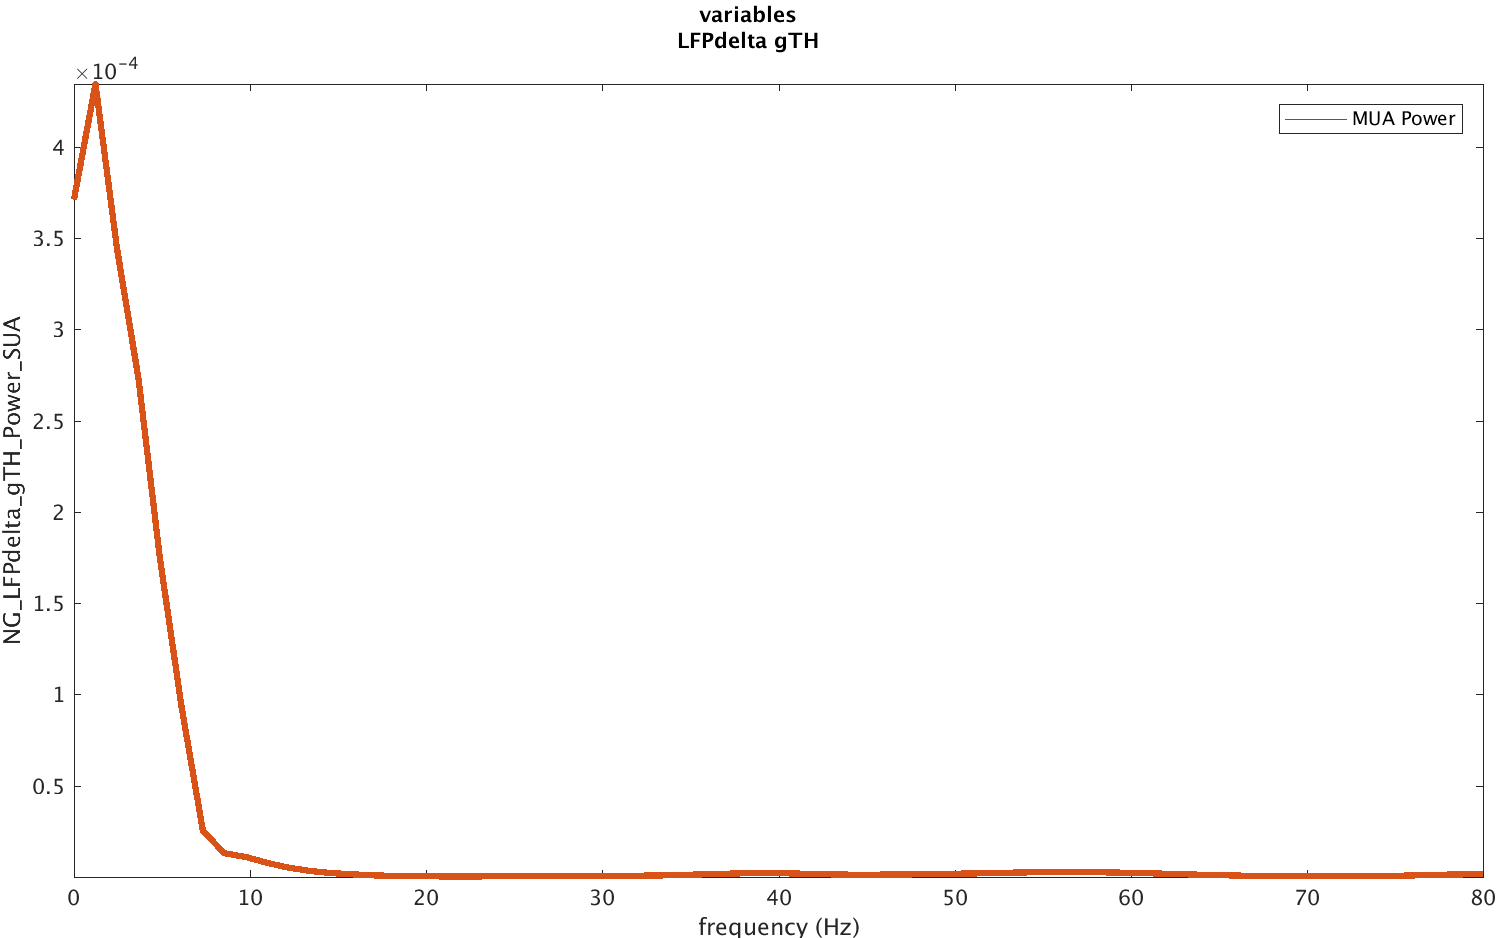 variables
LFPdelta gTH
×10⁻⁴
MUA Power
NG_LFPdelta_gTH_Power_SUA
4
3.5
3
2.5
2
1.5
1
0.5
0 10 20 30 40 50 60 70 80
frequency (Hz)